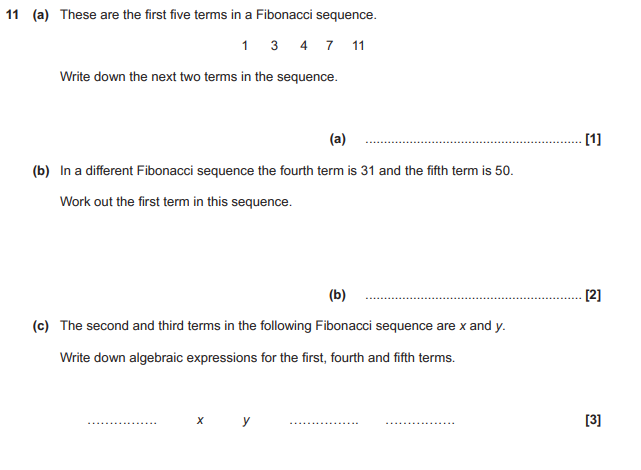 11 (a) These are the first five terms in a Fibonacci sequence.
1 3 4 7 11
Write down the next two terms in the sequence.
(a) .......................................................... [1]
(b) In a different Fibonacci sequence the fourth term is 31 and the fifth term is 50.
Work out the first term in this sequence.
(b) .......................................................... [2]
(c) The second and third terms in the following Fibonacci sequence are x and y.
Write down algebraic expressions for the first, fourth and fifth terms.
................ x y ................ ................ [3]